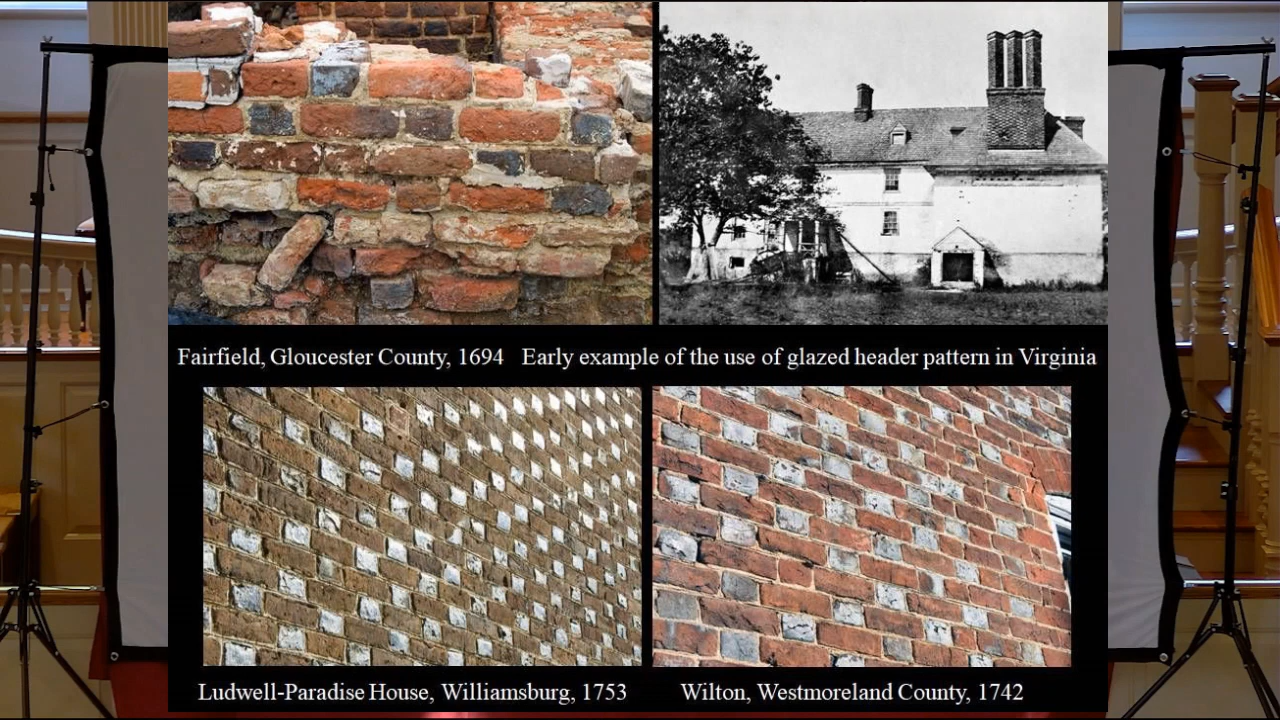 Fairfield, Gloucester County, 1694 Early example of the use of glazed header pattern in Virginia
Ludwell-Paradise House, Williamsburg, 1753
Wilton, Westmoreland County, 1742